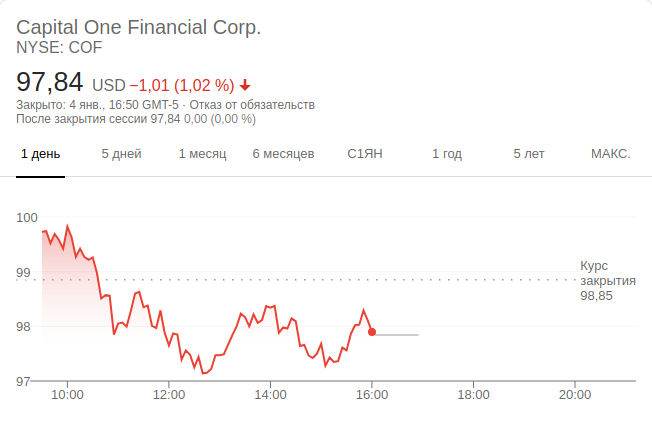 Capital One Financial Corp.
NYSE: COF
97,84 USD −1,01 (1,02 %)
Закрыто: 4 янв., 16:50 GMT-5 · Отказ от обязательств
После закрытия сессии 97,84 0,00 (0,00 %)
1 день 5 дней 1 месяц 6 месяцев С1ЯН 1 год 5 лет МАКС.
100
99
98
97
Курс
закрытия
98,85
10:00 12:00 14:00 16:00 18:00 20:00